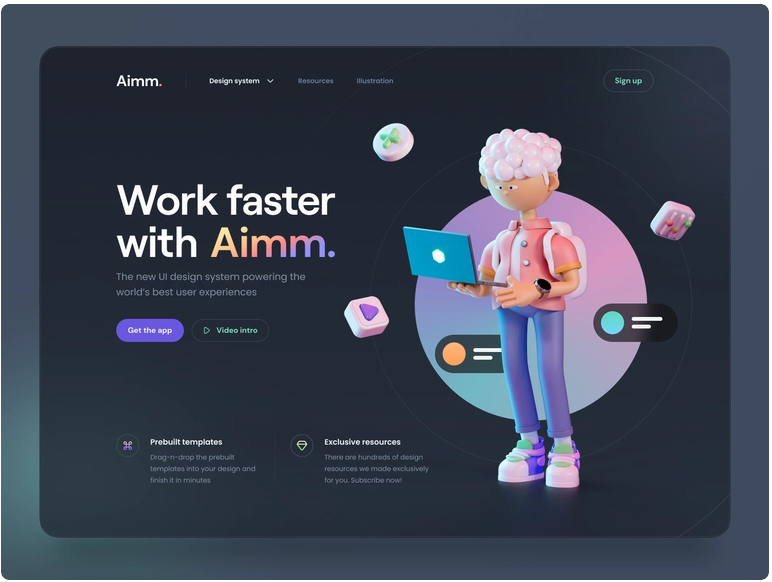 Aimm.
Design system
Resources
Illustration
Sign up
Work faster
with Aimm.
The new UI design system powering the
world's best user experiences
Get the app
Video intro
Prebuilt templates
Drag-n-drop the prebuilt
templates into your design and
finish it in minutes
Exclusive resources
There are hundreds of design
resources we made exclusively
for you. Subscribe now!